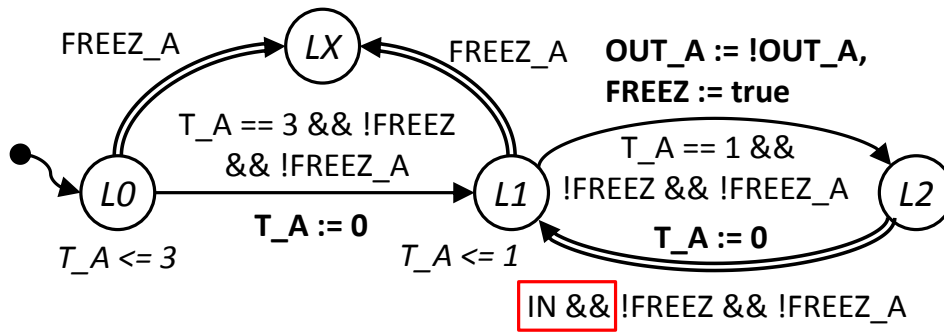 FREEZ_A
LX
FREEZ_A
OUT_A := !OUT_A,
FREEZ := true
T_A == 3 && !FREEZ
&& !FREEZ_A
T_A == 1 &&
!FREEZ && !FREEZ_A
L0
L1
L2
T_A := 0
T_A := 0
T_A <= 3
T_A <= 1
IN && !FREEZ && !FREEZ_A